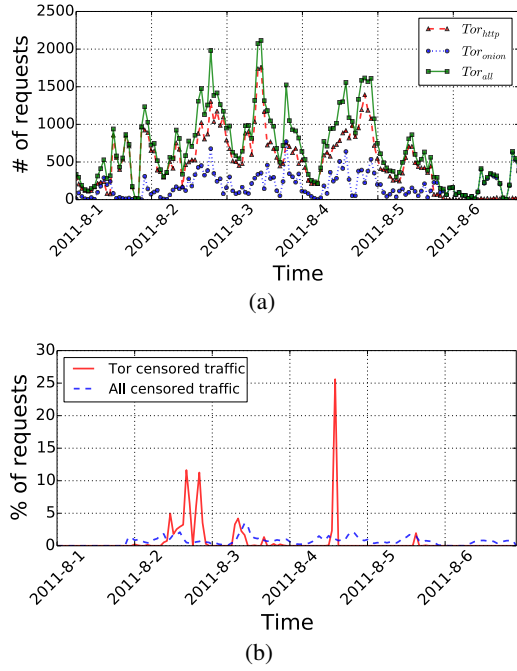 2500
2000
1500
1000
500
0
# of requests
Tor_http
Tor_onion
Tor_all
2011-8-1
2011-8-2
2011-8-3
2011-8-4
2011-8-5
2011-8-6
Time
(a)
30
25
20
15
10
5
0
% of requests
Tor censored traffic
All censored traffic
2011-8-1
2011-8-2
2011-8-3
2011-8-4
2011-8-5
2011-8-6
Time
(b)